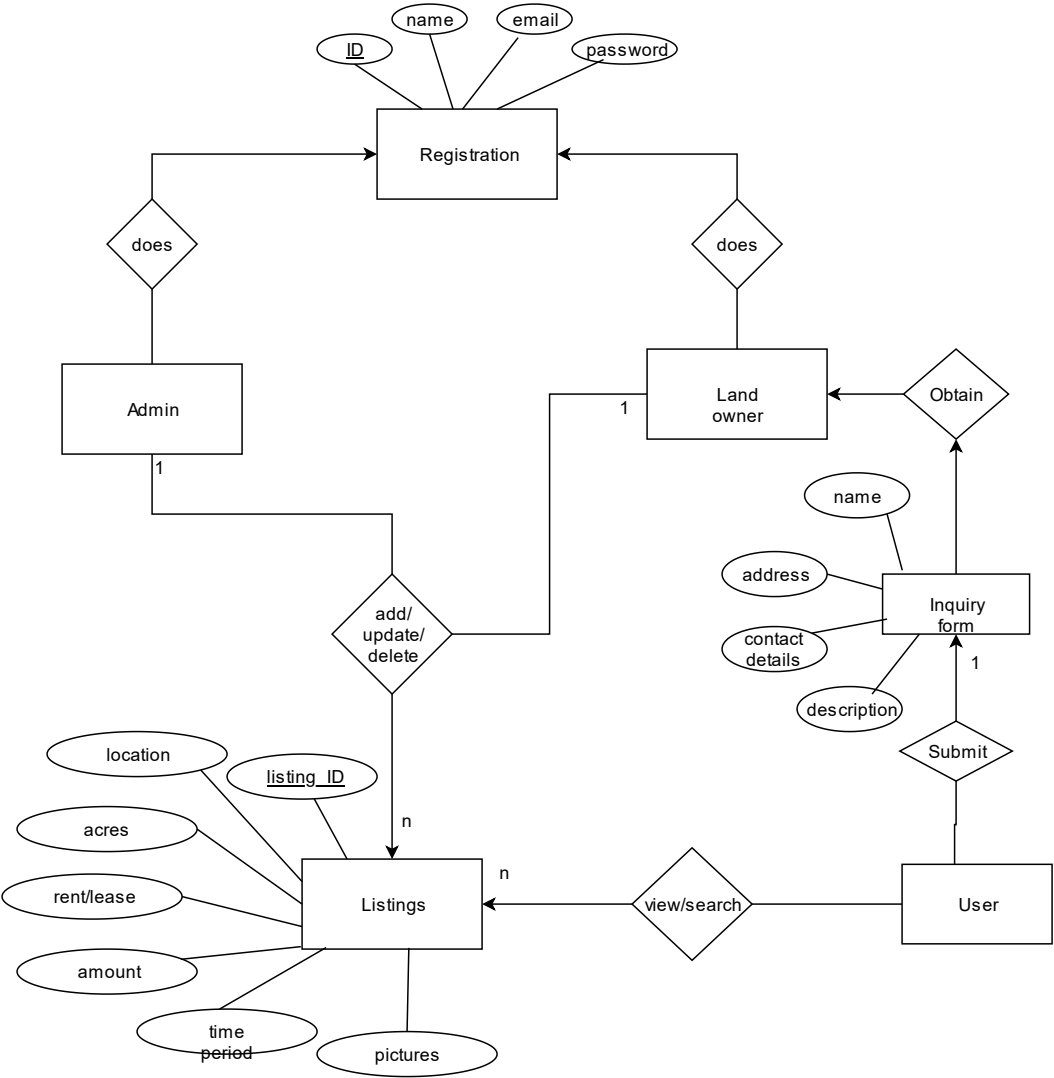 name
email
ID
password
Registration
does
does
Land
owner
Obtain
Admin
1
1
name
address
Inquiry
form
add/
update/
delete
contact
details
1
description
location
listing_ID
Submit
n
acres
n
rent/lease
Listings
view/search
User
amount
time
period
pictures